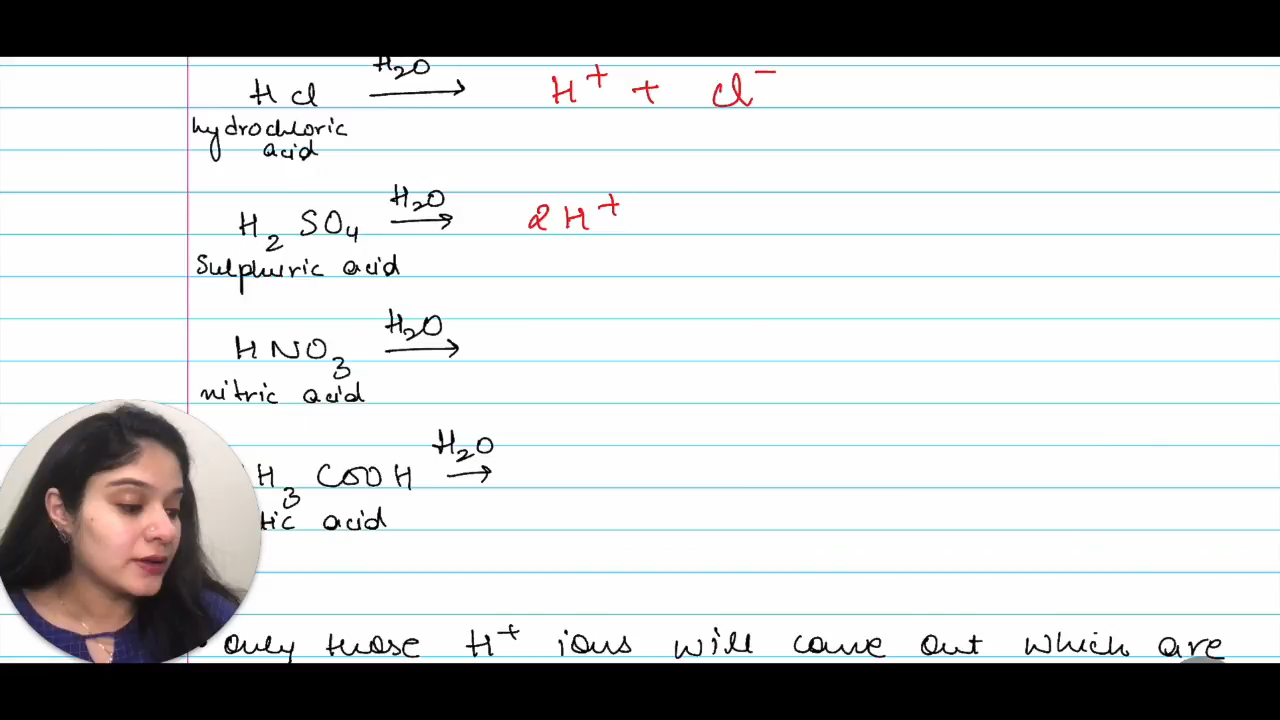 H₂O
HCl → H⁺ + Cl⁻
hydrochloric
acid
H₂O
H₂SO₄ → 2H⁺
Sulphuric acid
H₂O
HNO₃ →
nitric acid
H₂O
H₃COOH →
tic acid
only those H⁺ ions will come out which are